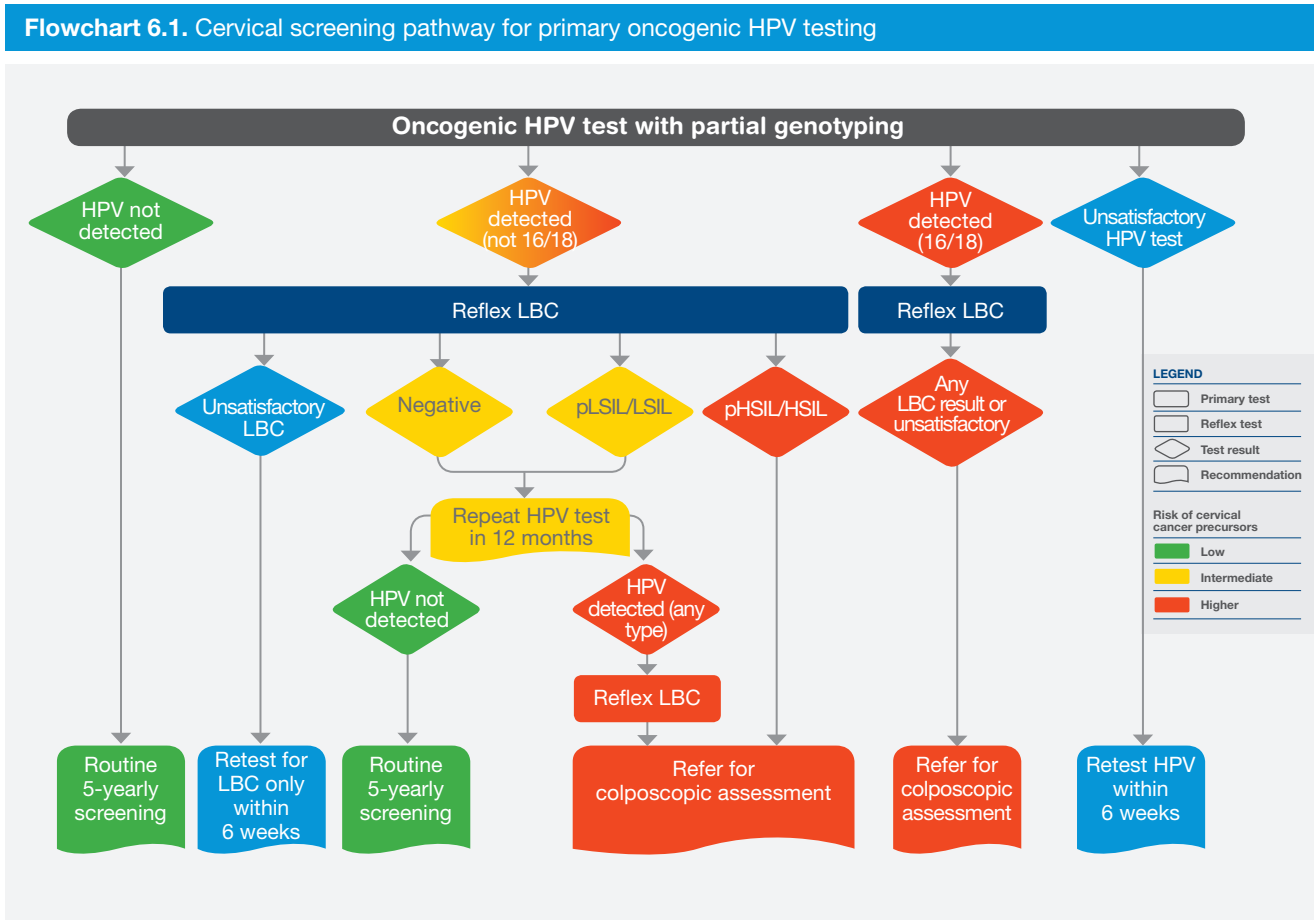 Flowchart 6.1. Cervical screening pathway for primary oncogenic HPV testing
Oncogenic HPV test with partial genotyping
HPV not
detected
HPV
detected
(not 16/18)
HPV
detected
(16/18)
Unsatisfactory
HPV test
Reflex LBC
Reflex LBC
Unsatisfactory
LBC
Negative
pLSIL/LSIL
pHSIL/HSIL
Any
LBC result or
unsatisfactory
LEGEND
Primary test
Reflex test
Test result
Recommendation
Risk of cervical
cancer precursors
Low
Intermediate
Higher
Repeat HPV test
in 12 months
HPV not
detected
HPV
detected (any
type)
Reflex LBC
Routine
5-yearly
screening
Retest for
LBC only
within
6 weeks
Routine
5-yearly
screening
Refer for
colposcopic assessment
Refer for
colposcopic
assessment
Retest HPV
within
6 weeks